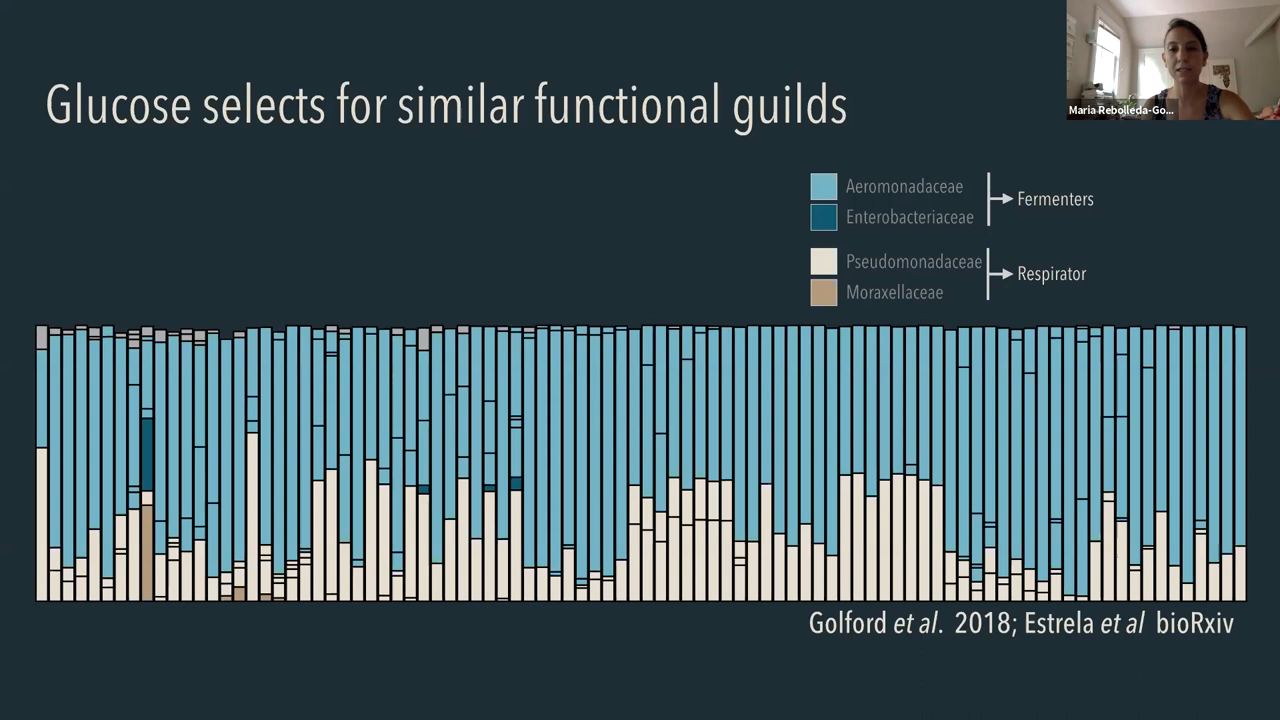 Maria Rebolleda-Go...
Glucose selects for similar functional guilds
Aeromonadaceae
Enterobacteriaceae
Fermenters
Pseudomonadaceae
Moraxellaceae
Respirator
Golford et al. 2018; Estrela et al bioRxiv